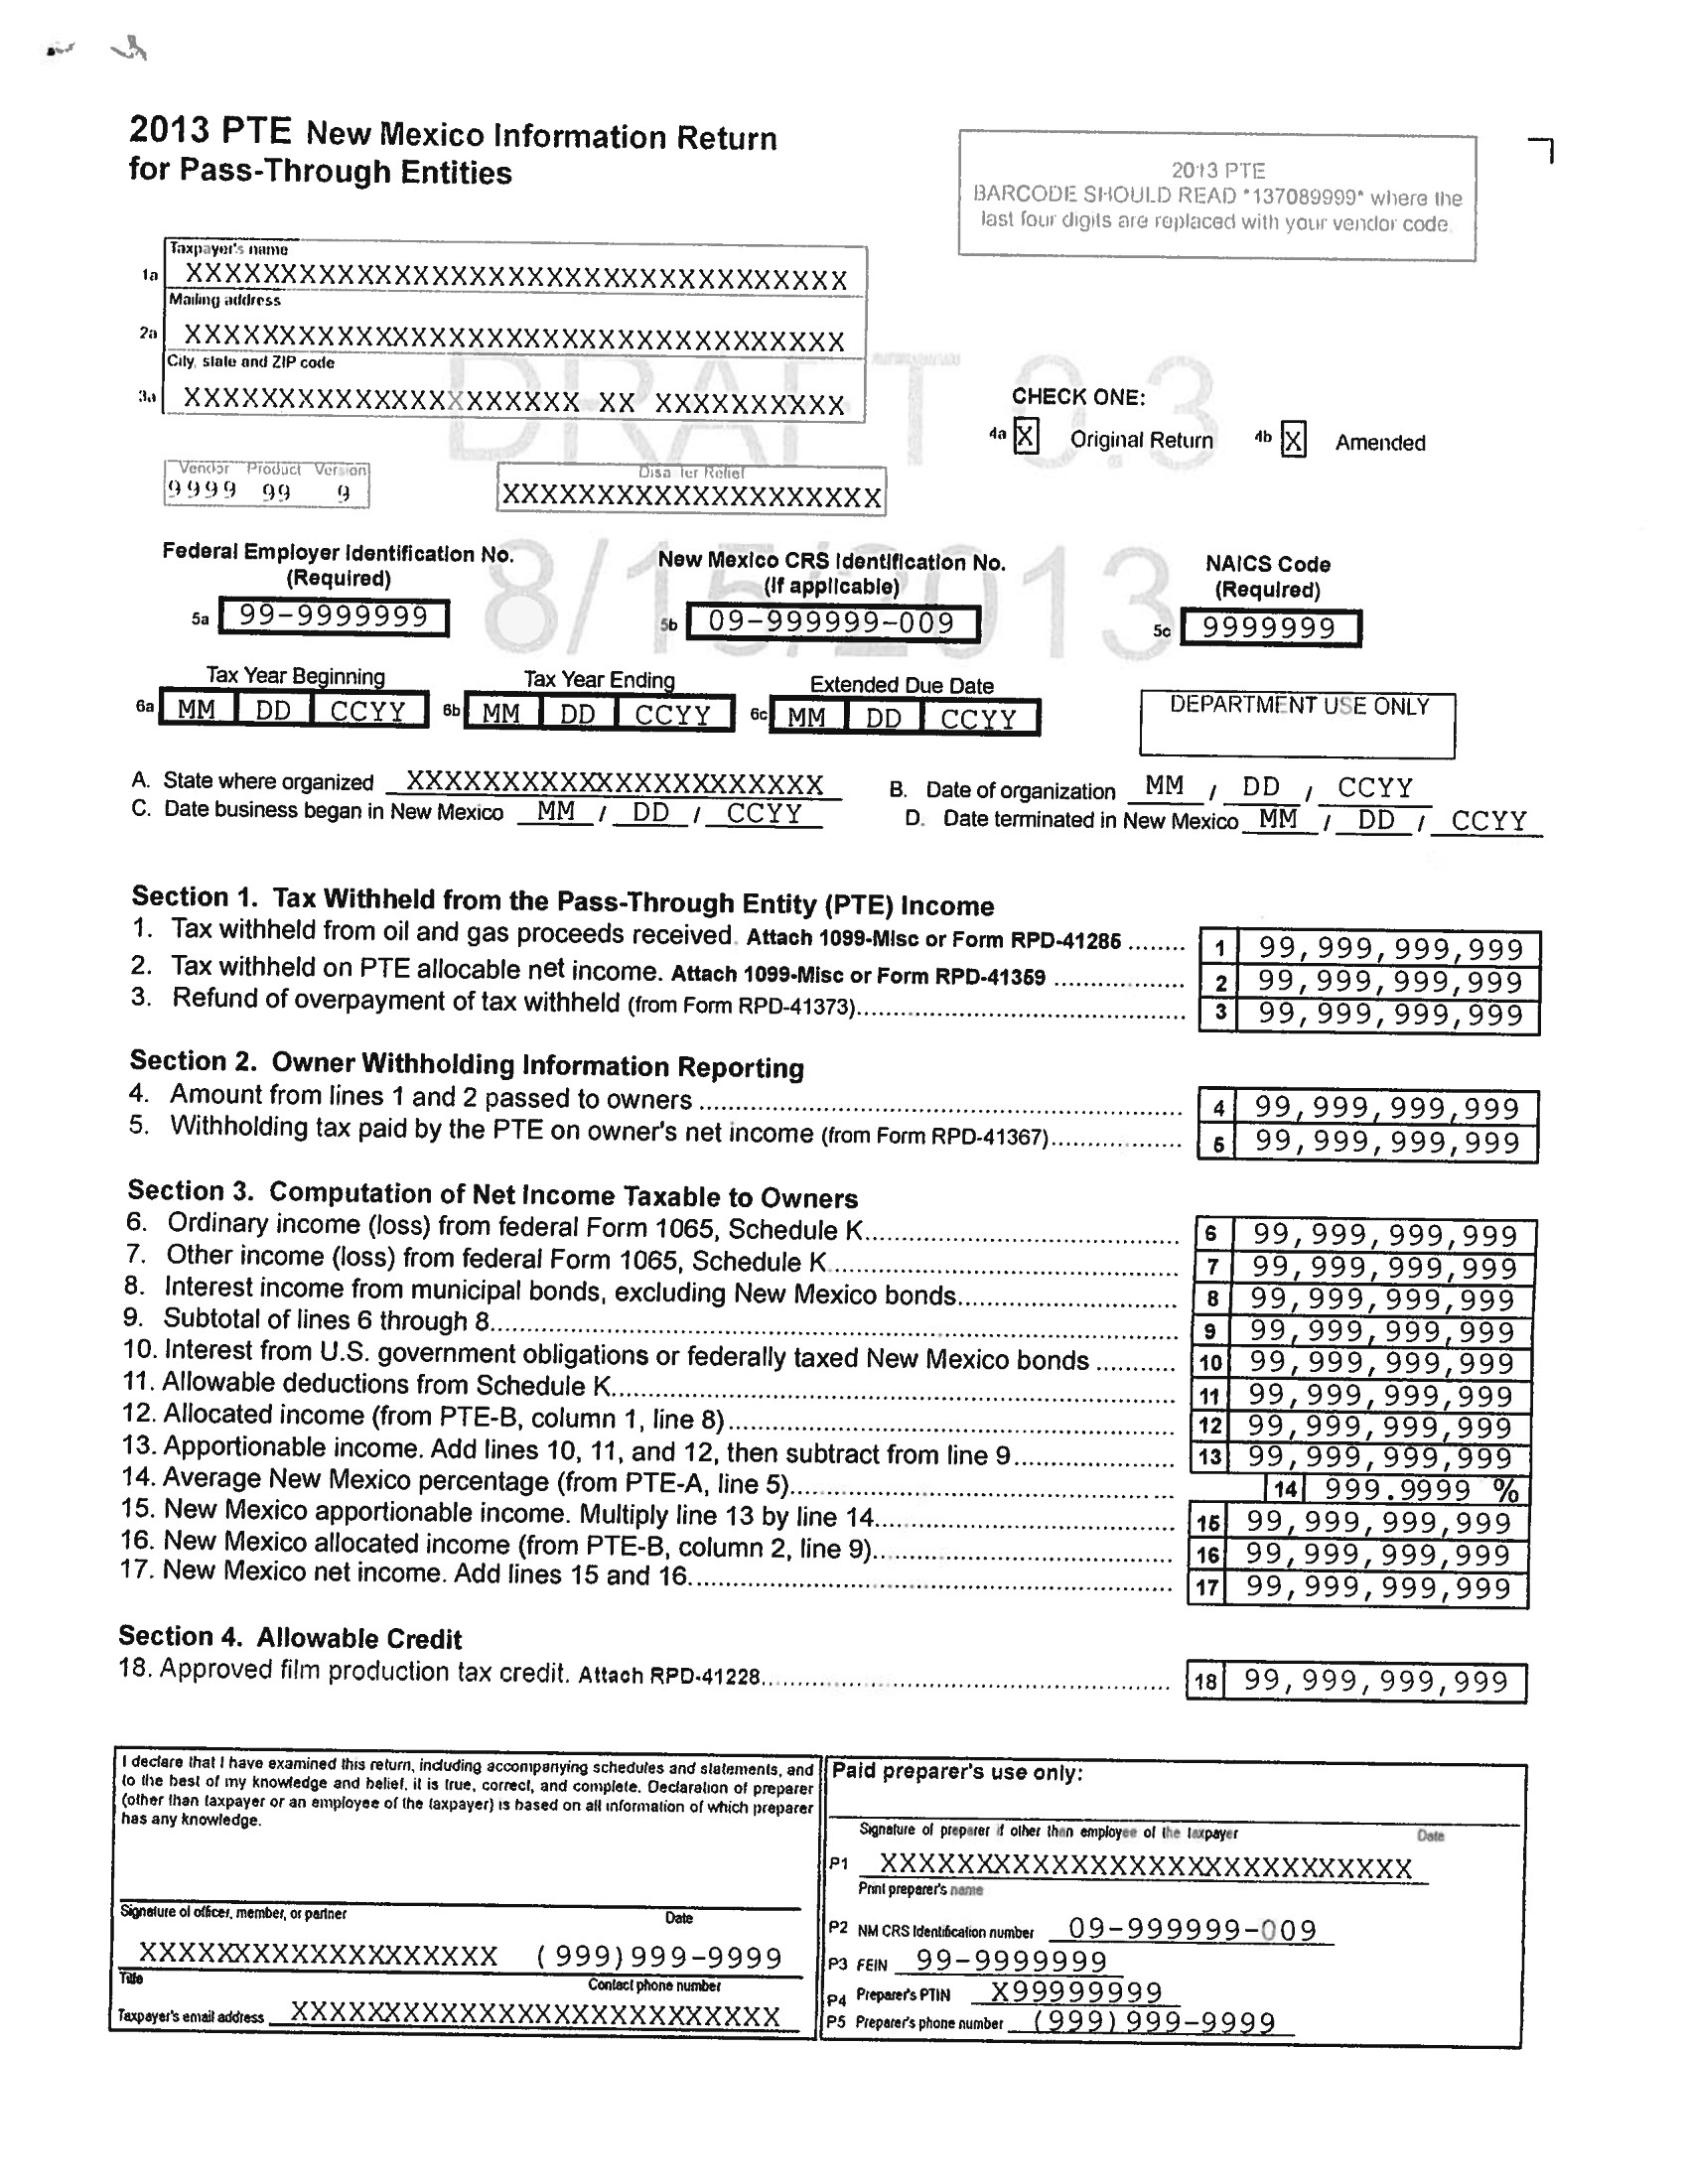 2013 PTE New Mexico Information Return
for Pass-Through Entities
2013 PTE
BARCODE SHOULD READ *137089999* where the
last four digits are replaced with your vendor code.
Taxpayer's name
1a XXXXXXXXXXXXXXXXXXXXXXXXXXXXXXXXXXX
Mailing address
2a XXXXXXXXXXXXXXXXXXXXXXXXXXXXXXXXXXX
City, state and ZIP code
3a XXXXXXXXXXXXXXXXXXXXX XX XXXXXXXXXX
DRAFT 0.3
8/15/2013
CHECK ONE:
4a X Original Return 4b X Amended
Vendor Product Version
9999 99 9
Disaster Relief
XXXXXXXXXXXXXXXXXXXX
Federal Employer Identification No.
(Required)
5a 99-9999999
New Mexico CRS Identification No.
(If applicable)
5b 09-999999-009
NAICS Code
(Required)
5c 9999999
Tax Year Beginning Tax Year Ending Extended Due Date
6a MM DD CCYY 6b MM DD CCYY 6c MM DD CCYY
DEPARTMENT USE ONLY
A. State where organized XXXXXXXXXXXXXXXXXXXXXX B. Date of organization MM / DD / CCYY
C. Date business began in New Mexico MM / DD / CCYY D. Date terminated in New Mexico MM / DD / CCYY
Section 1. Tax Withheld from the Pass-Through Entity (PTE) Income
1. Tax withheld from oil and gas proceeds received. Attach 1099-Misc or Form RPD-41285 ........ 1 99,999,999,999
2. Tax withheld on PTE allocable net income. Attach 1099-Misc or Form RPD-41359 .................. 2 99,999,999,999
3. Refund of overpayment of tax withheld (from Form RPD-41373)................................ 3 99,999,999,999
Section 2. Owner Withholding Information Reporting
4. Amount from lines 1 and 2 passed to owners ................................ 4 99,999,999,999
5. Withholding tax paid by the PTE on owner's net income (from Form RPD-41367).................. 5 99,999,999,999
Section 3. Computation of Net Income Taxable to Owners
6. Ordinary income (loss) from federal Form 1065, Schedule K................................ 6 99,999,999,999
7. Other income (loss) from federal Form 1065, Schedule K................................ 7 99,999,999,999
8. Interest income from municipal bonds, excluding New Mexico bonds.............................. 8 99,999,999,999
9. Subtotal of lines 6 through 8................................ 9 99,999,999,999
10. Interest from U.S. government obligations or federally taxed New Mexico bonds ........... 10 99,999,999,999
11. Allowable deductions from Schedule K................................ 11 99,999,999,999
12. Allocated income (from PTE-B, column 1, line 8)................................ 12 99,999,999,999
13. Apportionable income. Add lines 10, 11, and 12, then subtract from line 9...................... 13 99,999,999,999
14. Average New Mexico percentage (from PTE-A, line 5)................................ 14 999.9999 %
15. New Mexico apportionable income. Multiply line 13 by line 14................................ 15 99,999,999,999
16. New Mexico allocated income (from PTE-B, column 2, line 9)................................ 16 99,999,999,999
17. New Mexico net income. Add lines 15 and 16................................ 17 99,999,999,999
Section 4. Allowable Credit
18. Approved film production tax credit. Attach RPD-41228................................ 18 99,999,999,999
I declare that I have examined this return, including accompanying schedules and statements, and
to the best of my knowledge and belief, it is true, correct, and complete. Declaration of preparer
(other than taxpayer or an employee of the taxpayer) is based on all information of which preparer
has any knowledge.
Signature of officer, member, or partner Date
XXXXXXXXXXXXXXXXXXX (999)999-9999
Title Contact phone number
Taxpayer's email address XXXXXXXXXXXXXXXXXXXXXXXXXX
Paid preparer's use only:
Signature of preparer if other than employee of the taxpayer Date
P1 XXXXXXXXXXXXXXXXXXXXXXXXXXXX
Print preparer's name
P2 NM CRS Identification number 09-999999-009
P3 FEIN 99-9999999
P4 Preparer's PTIN X99999999
P5 Preparer's phone number (999)999-9999